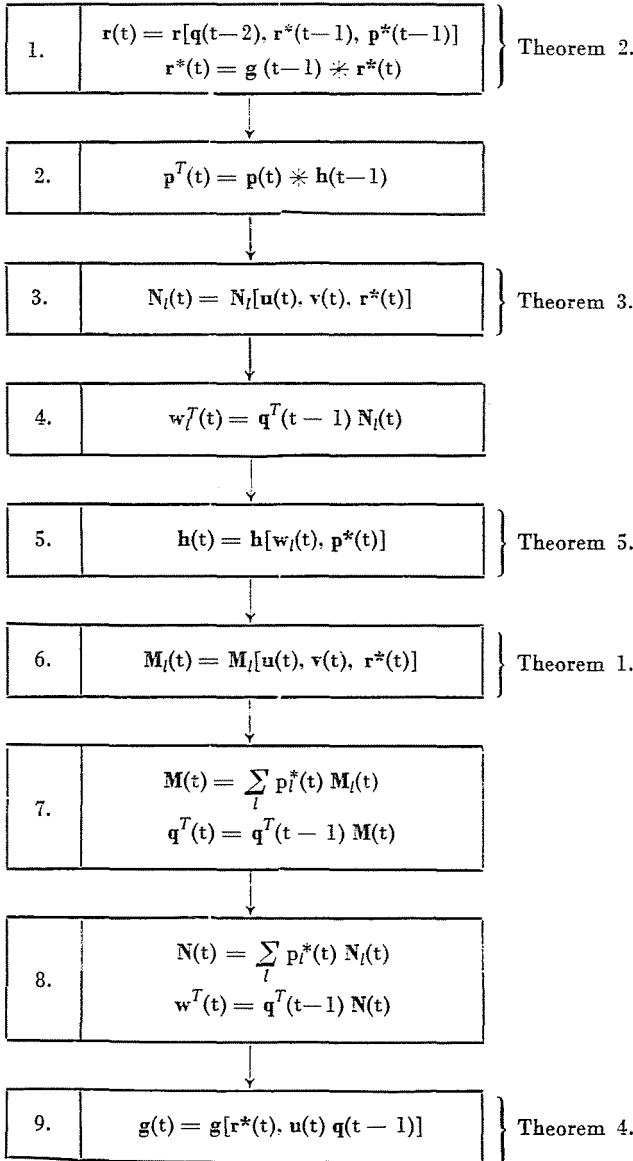 1. r(t) = r[q(t−2), r*(t−1), p*(t−1)]
r*(t) = g (t−1) ⚹ r*(t)
Theorem 2.
2. p^T(t) = p(t) ⚹ h(t−1)
3. N_l(t) = N_l[u(t), v(t), r*(t)]
Theorem 3.
4. w_l^T(t) = q^T(t − 1) N_l(t)
5. h(t) = h[w_l(t), p*(t)]
Theorem 5.
6. M_l(t) = M_l[u(t), v(t), r*(t)]
Theorem 1.
7. M(t) = ∑_l p_l*(t) M_l(t)
q^T(t) = q^T(t − 1) M(t)
8. N(t) = ∑_l p_l*(t) N_l(t)
w^T(t) = q^T(t−1) N(t)
9. g(t) = g[r*(t), u(t) q(t − 1)]
Theorem 4.